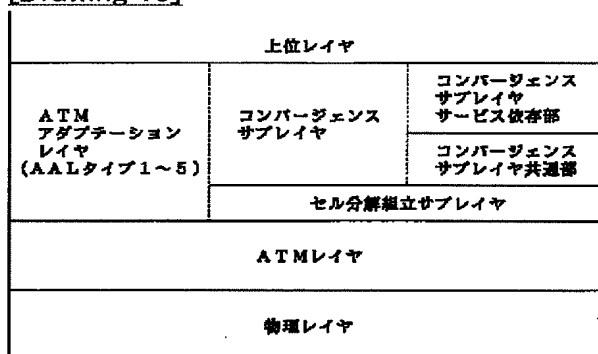 上位レイヤ
ATM
アダプテーション
レイヤ
(AALタイプ1~5)
コンバージェンス
サブレイヤ
コンバージェンス
サブレイヤ
サービス依存部
コンバージェンス
サブレイヤ共通部
セル分解組立サブレイヤ
ATMレイヤ
物理レイヤ